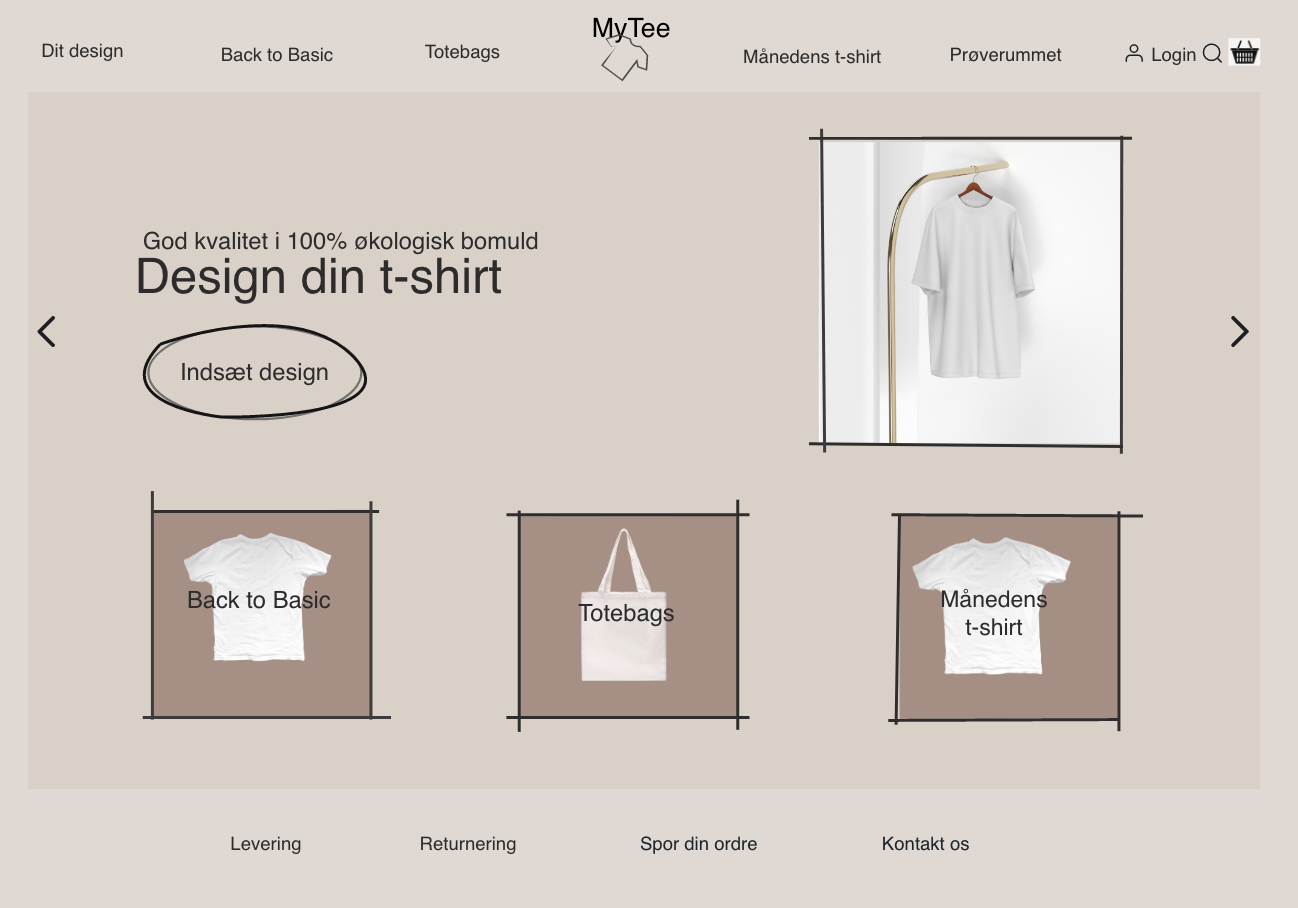 MyTee
Dit design
Back to Basic
Totebags
Månedens t-shirt
Prøverummet
Login
God kvalitet i 100% økologisk bomuld
Design din t-shirt
Indsæt design
Back to Basic
Totebags
Månedens
t-shirt
Levering
Returnering
Spor din ordre
Kontakt os